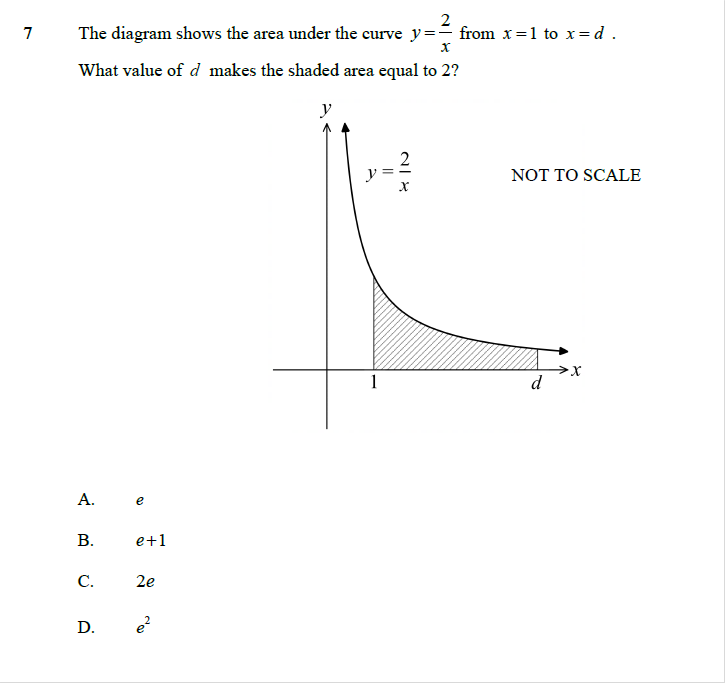 7 The diagram shows the area under the curve y = 2/x from x = 1 to x = d .
What value of d makes the shaded area equal to 2?
y
y = 2/x
NOT TO SCALE
x
1
d
A. e
B. e+1
C. 2e
D. e²